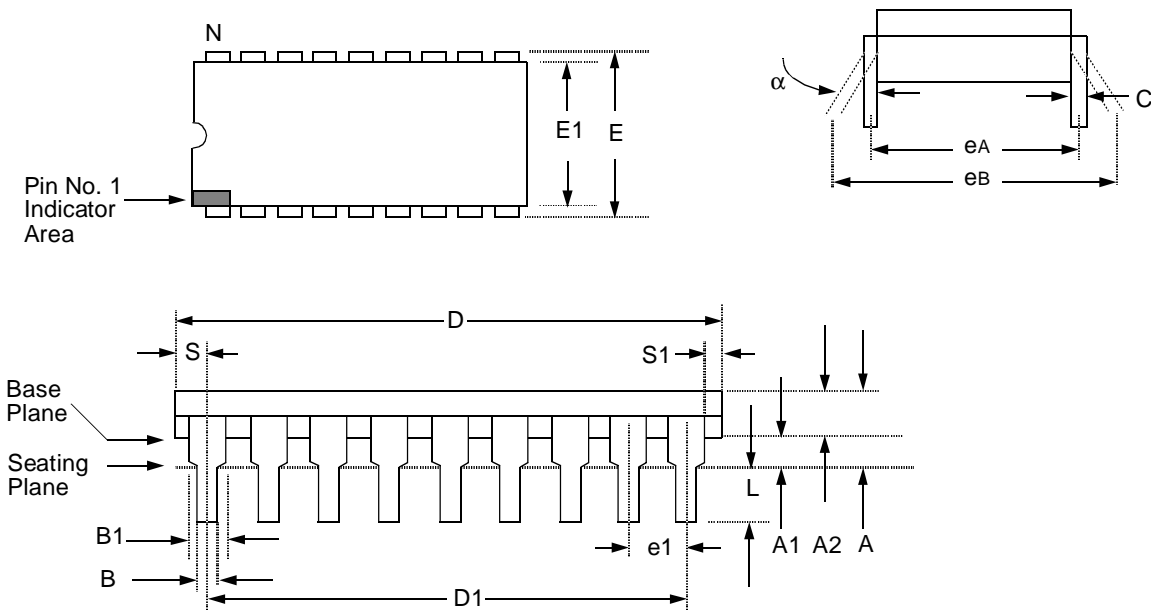 N
E1
E
Pin No. 1
Indicator
Area
α
C
eA
eB
D
S
S1
Base
Plane
Seating
Plane
L
B1
e1
A1
A2
A
B
D1